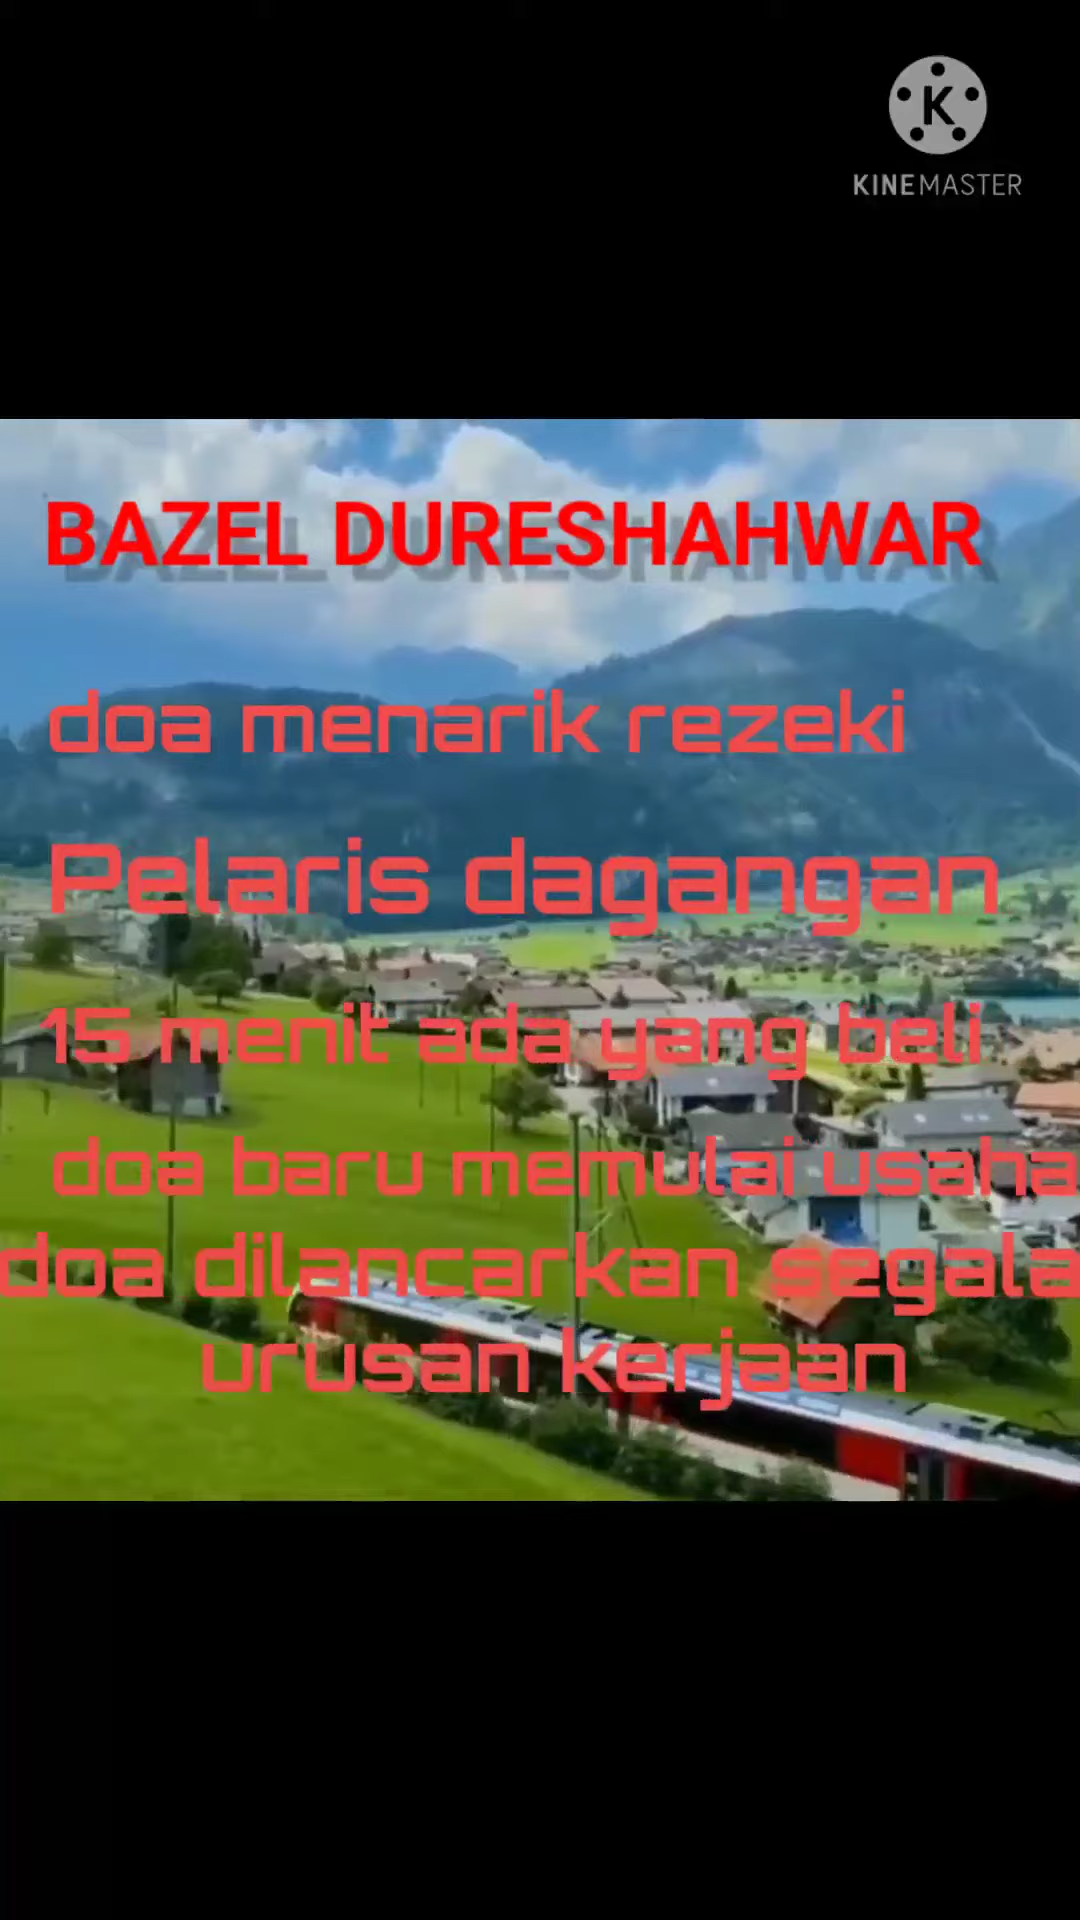 KINEMASTER
BAZEL DURESHAHWAR
doa menarik rezeki
Pelaris dagangan
15 menit ada yang beli
doa baru memulai usaha
doa dilancarkan segala
urusan kerjaan